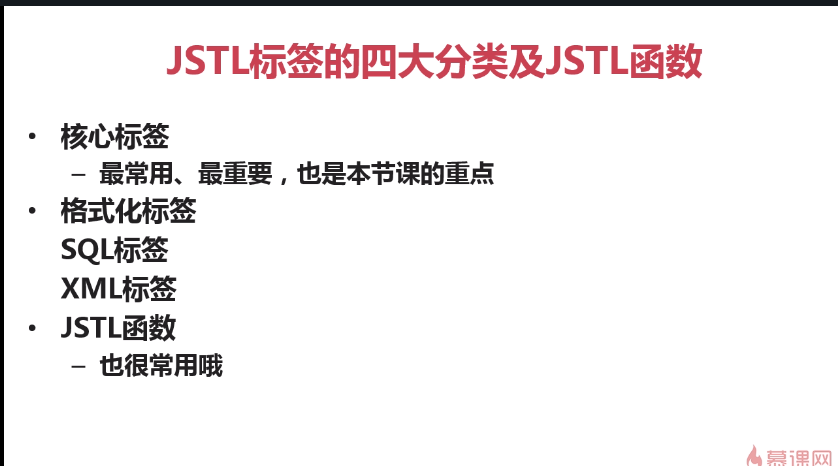 JSTL标签的四大分类及JSTL函数
• 核心标签
– 最常用、最重要，也是本节课的重点
• 格式化标签
SQL标签
XML标签
• JSTL函数
– 也很常用哦
慕课网